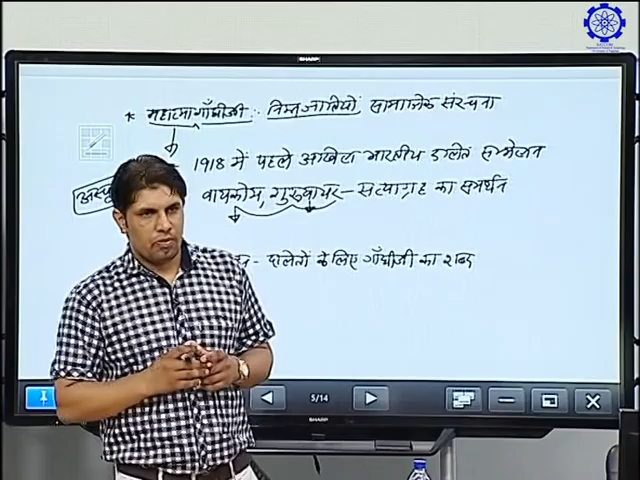 SHARP
* महात्मा गाँधीजी :- निम्न जातियों सामाजिक संरचना
1918 में पहले अखिल भारतीय दलित सम्मेलन
वायकोम, गुरुवायूर - सत्याग्रह का समर्थन
- दलितों के लिए गाँधीजी का शब्द
5/14
SHARP